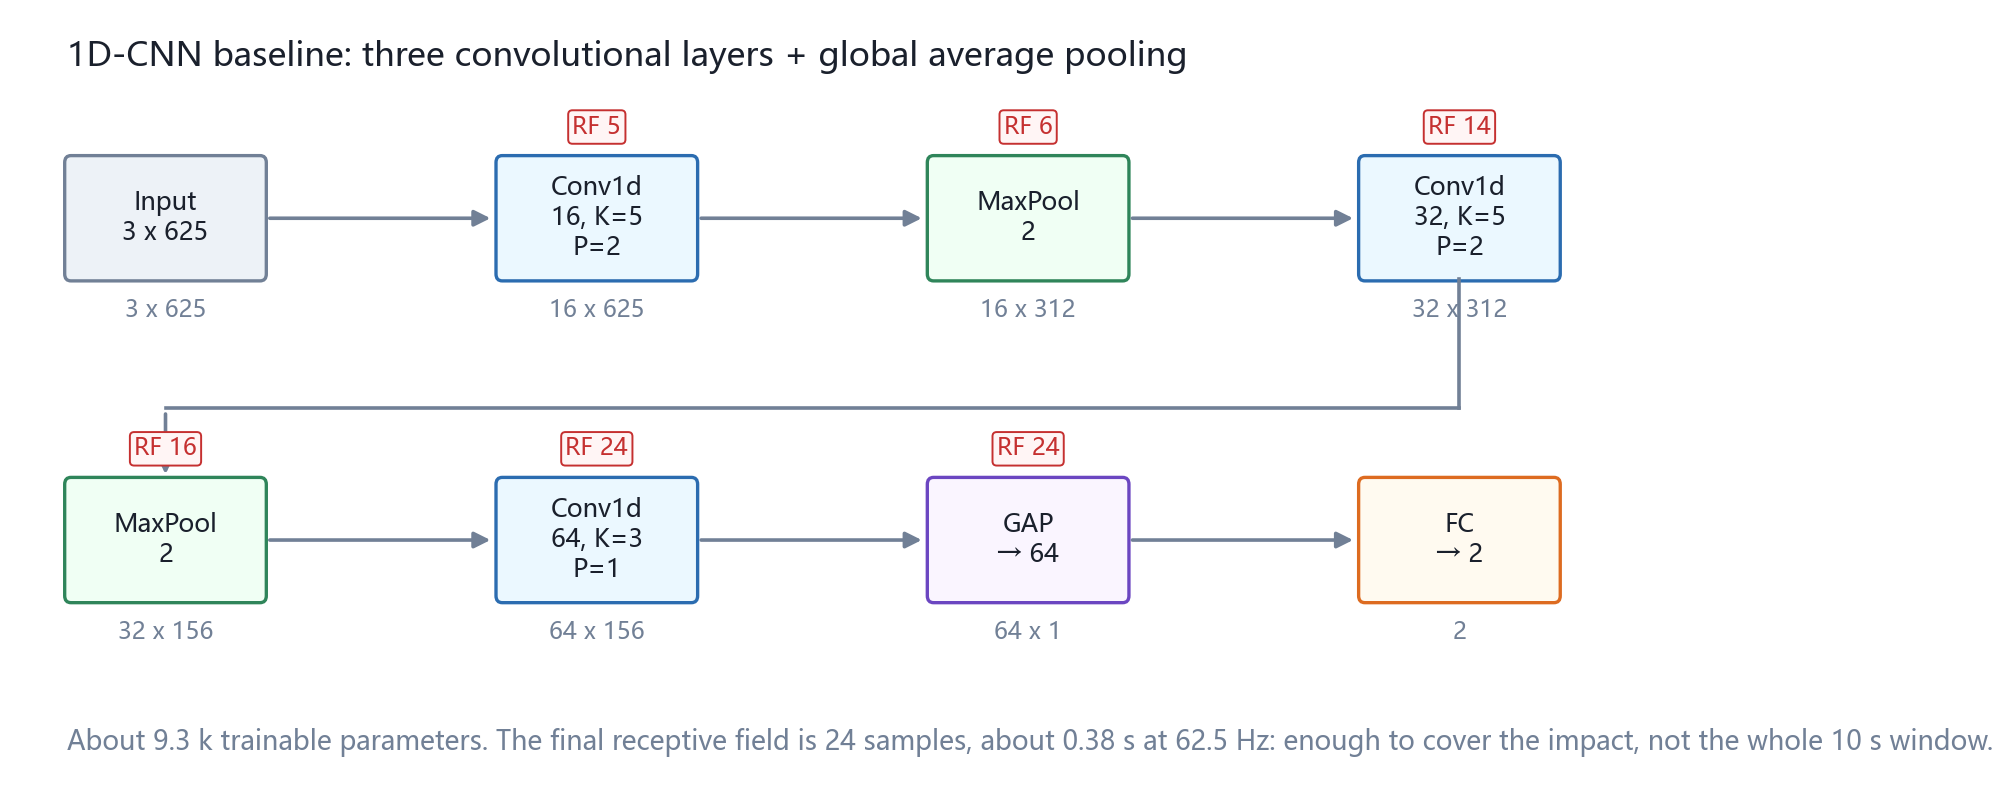 1D-CNN baseline: three convolutional layers + global average pooling
RF 5
RF 6
RF 14
Input
3 x 625
Conv1d
16, K=5
P=2
MaxPool
2
Conv1d
32, K=5
P=2
3 x 625
16 x 625
16 x 312
32 x 312
RF 16
RF 24
RF 24
MaxPool
2
Conv1d
64, K=3
P=1
GAP
→ 64
FC
→ 2
32 x 156
64 x 156
64 x 1
2
About 9.3 k trainable parameters. The final receptive field is 24 samples, about 0.38 s at 62.5 Hz: enough to cover the impact, not the whole 10 s window.